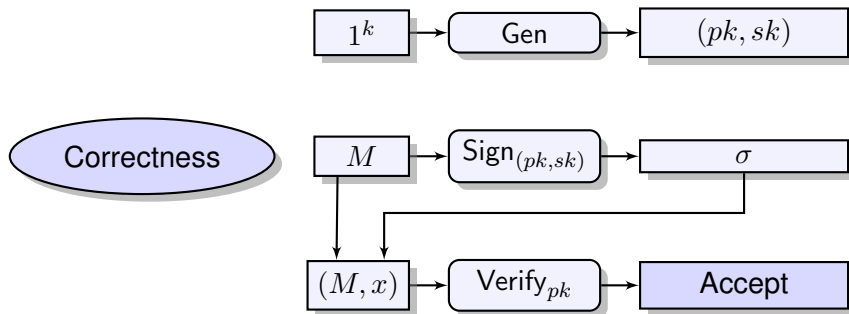 1^k Gen (pk, sk)
Correctness M Sign_(pk,sk) σ
(M, x) Verify_pk Accept